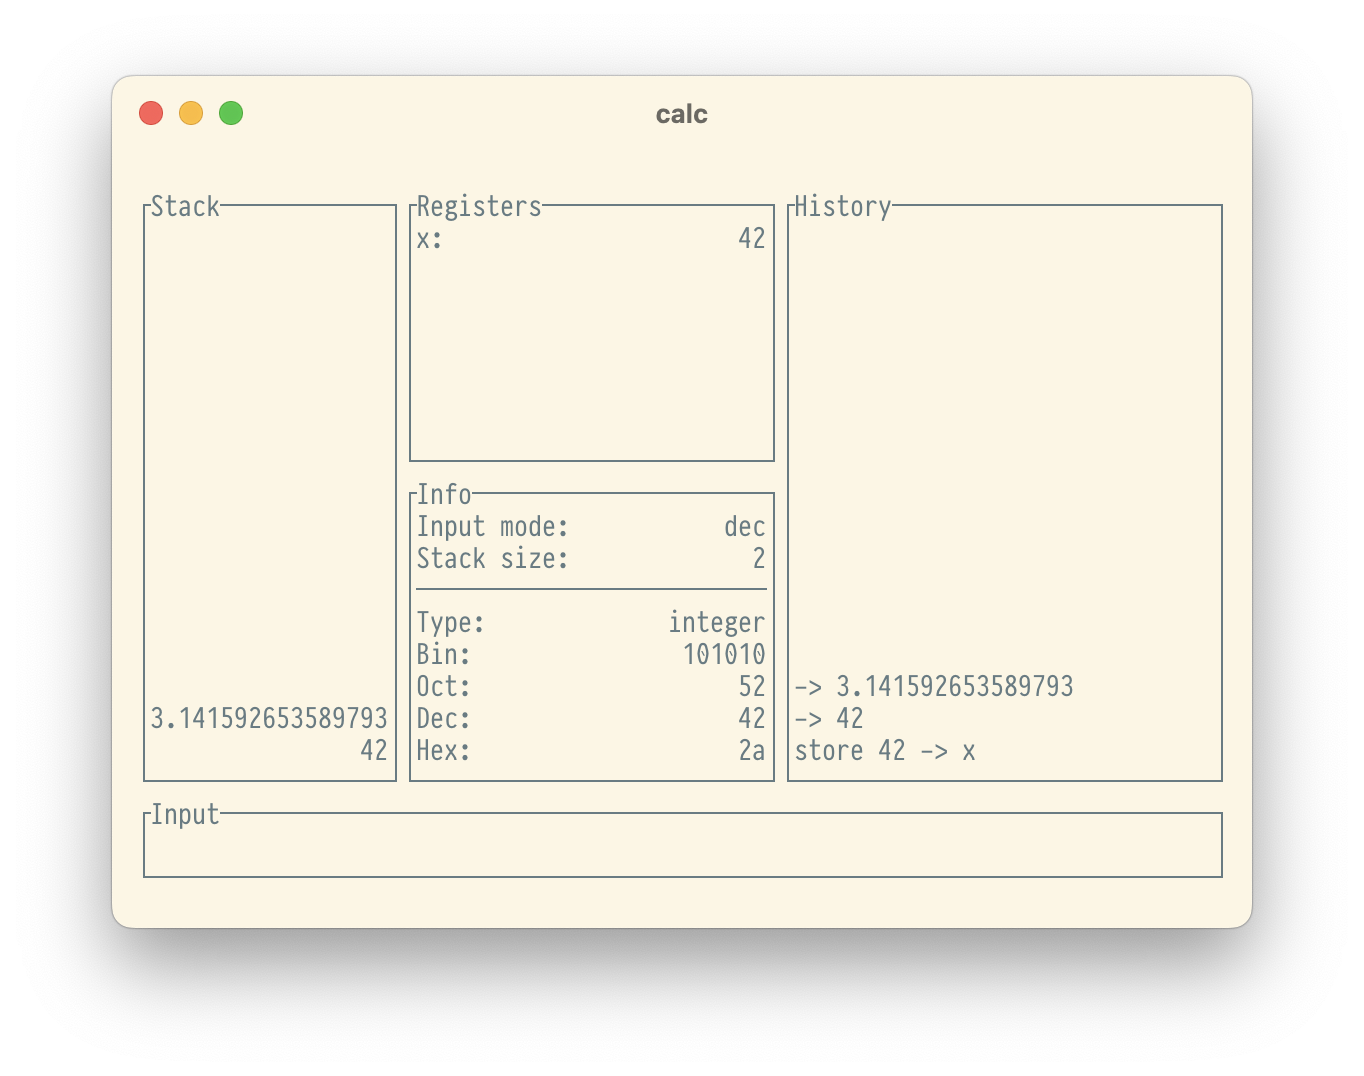 calc
Stack
3.141592653589793
42
Registers
x: 42
Info
Input mode: dec
Stack size: 2
Type: integer
Bin: 101010
Oct: 52
Dec: 42
Hex: 2a
History
-> 3.141592653589793
-> 42
store 42 -> x
Input